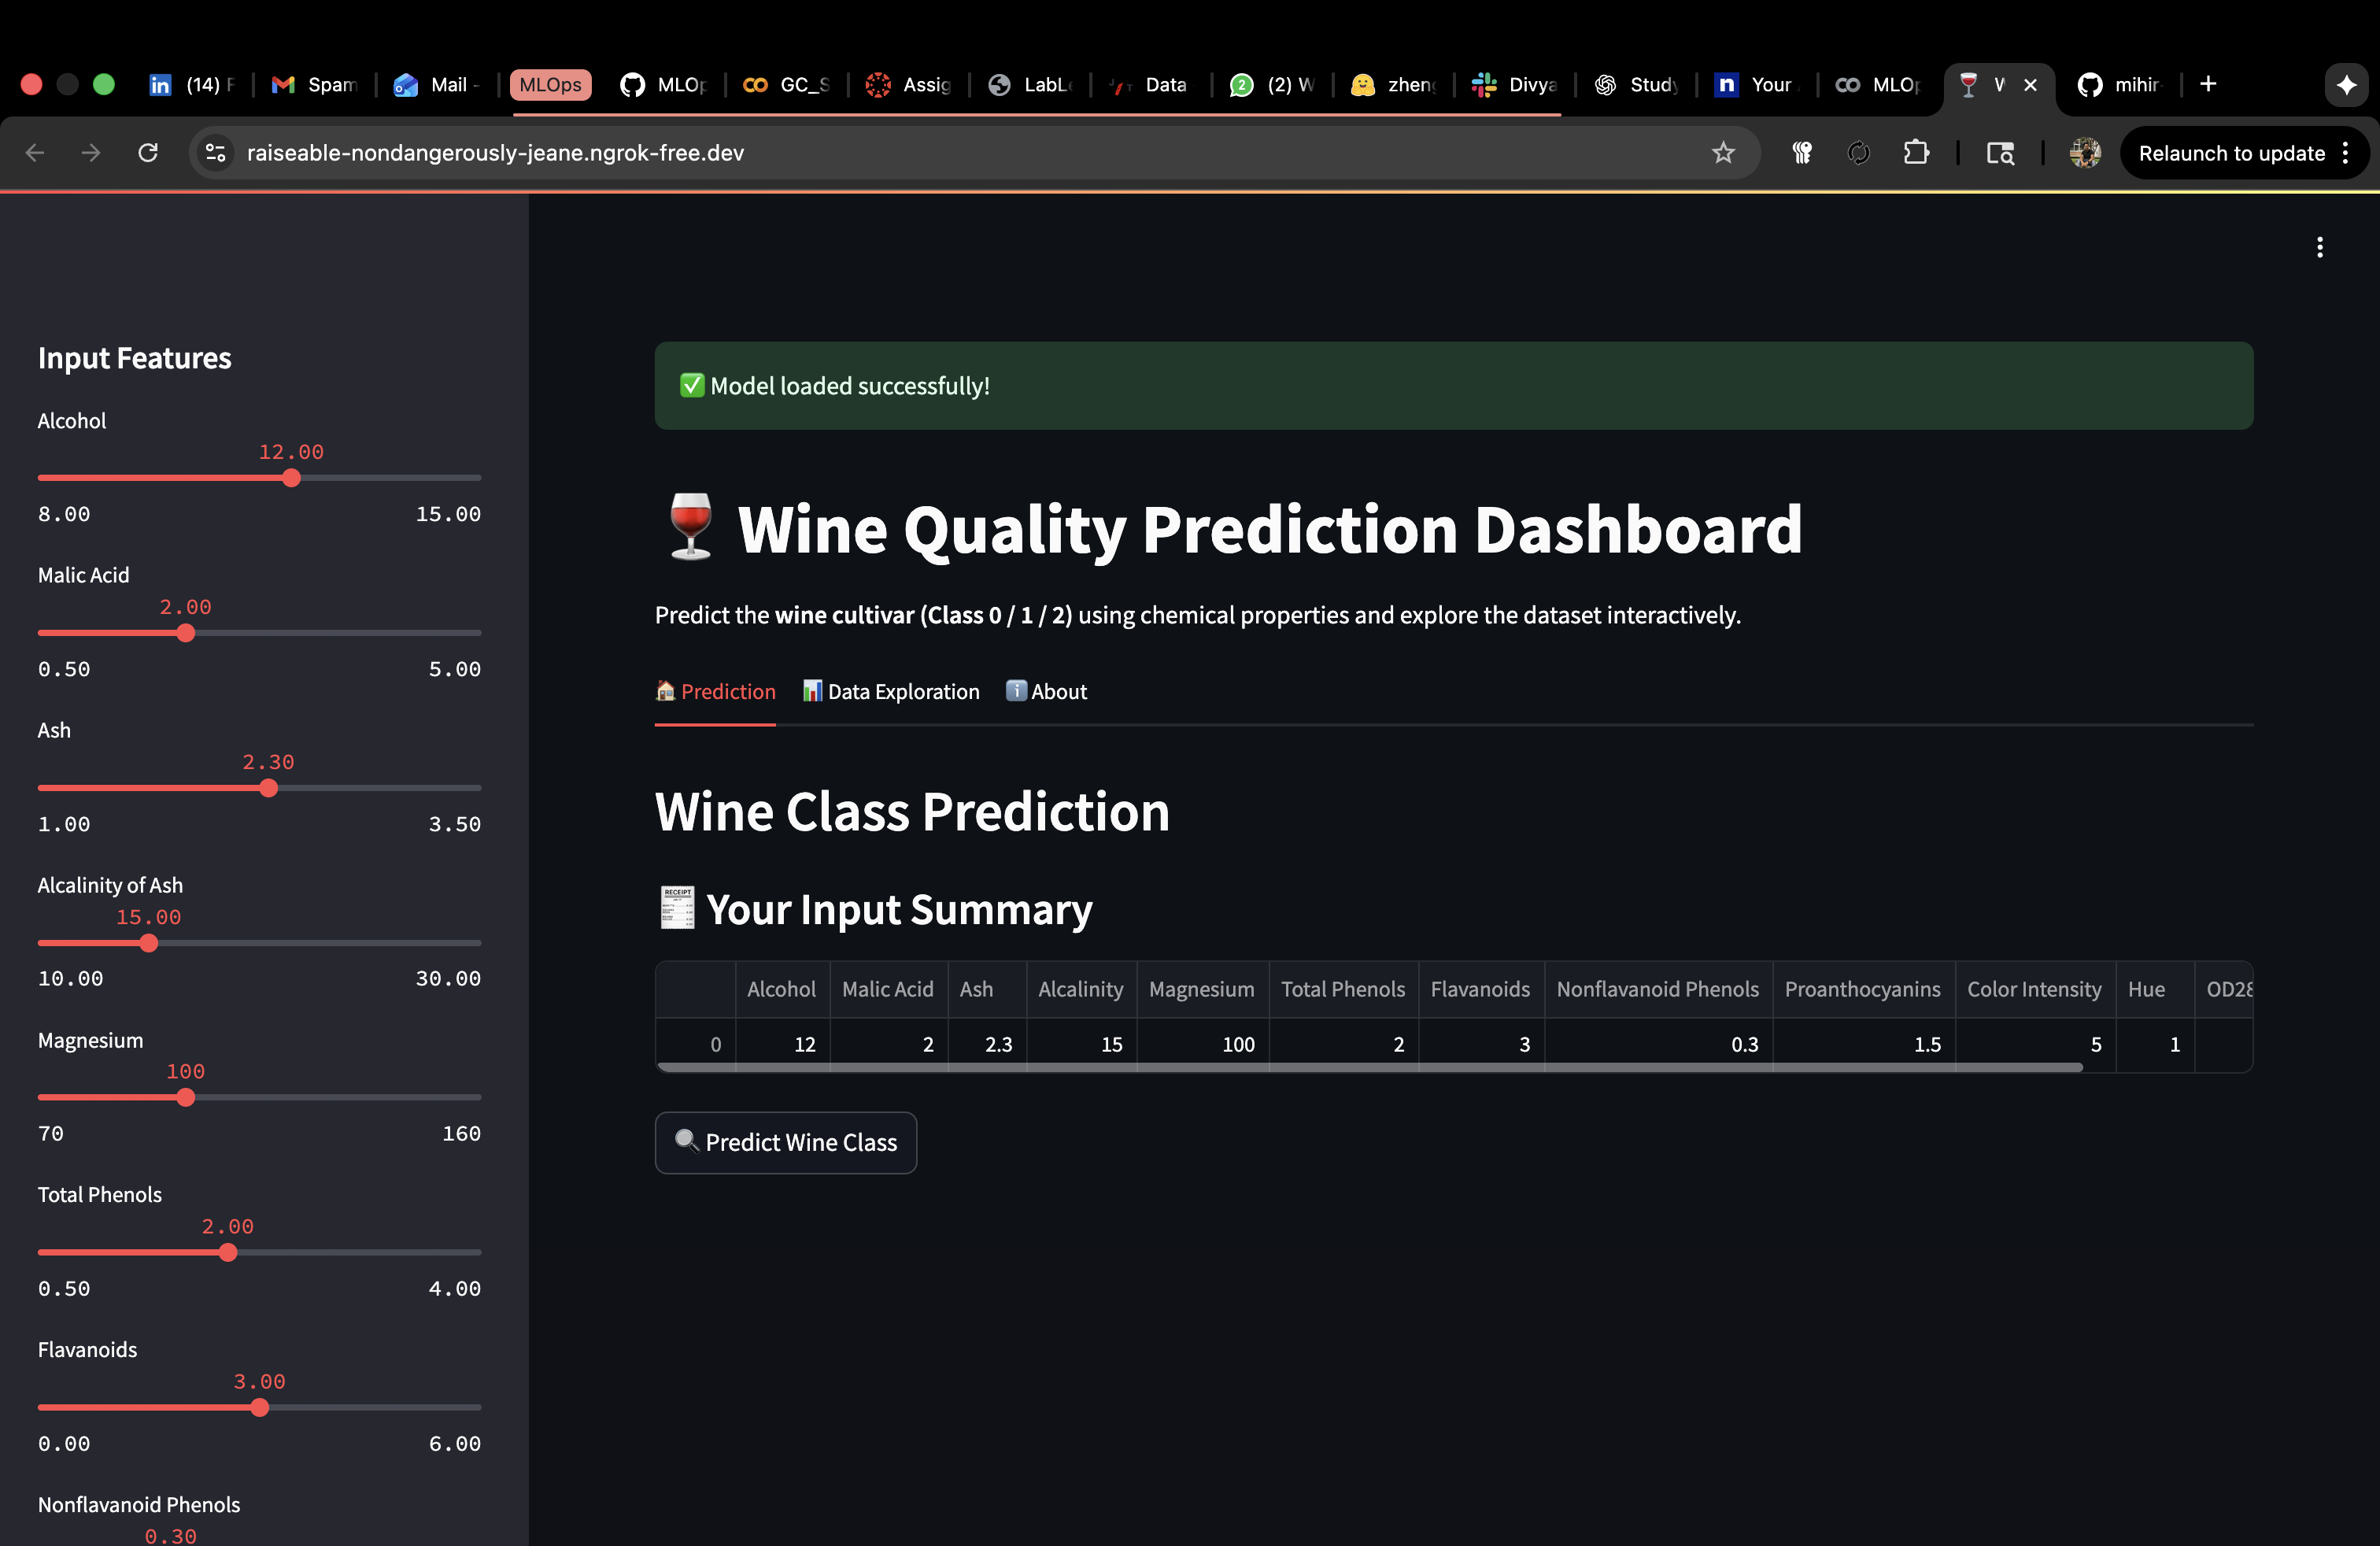 (14)
Spam
Mail -
MLOps
MLOp
GC_S
Assig
LabLe
Data
(2) W
zheng
Divya
Study
Your
MLOp
W
mihir-
raiseable-nondangerously-jeane.ngrok-free.dev
Relaunch to update
Input Features
Alcohol
12.00
8.00 15.00
Malic Acid
2.00
0.50 5.00
Ash
2.30
1.00 3.50
Alcalinity of Ash
15.00
10.00 30.00
Magnesium
100
70 160
Total Phenols
2.00
0.50 4.00
Flavanoids
3.00
0.00 6.00
Nonflavanoid Phenols
0.30
✅ Model loaded successfully!
🍷 Wine Quality Prediction Dashboard
Predict the wine cultivar (Class 0 / 1 / 2) using chemical properties and explore the dataset interactively.
🏠 Prediction 📊 Data Exploration ℹ️ About
Wine Class Prediction
🧾 Your Input Summary
Alcohol Malic Acid Ash Alcalinity Magnesium Total Phenols Flavanoids Nonflavanoid Phenols Proanthocyanins Color Intensity Hue OD28
0 12 2 2.3 15 100 2 3 0.3 1.5 5 1
🔍 Predict Wine Class